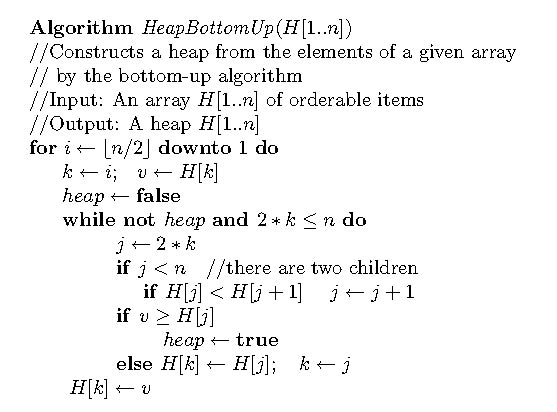 Algorithm HeapBottomUp(H[1..n])
//Constructs a heap from the elements of a given array
// by the bottom-up algorithm
//Input: An array H[1..n] of orderable items
//Output: A heap H[1..n]
for i ← ⌊n/2⌋ downto 1 do
k ← i; v ← H[k]
heap ← false
while not heap and 2 ∗ k ≤ n do
j ← 2 ∗ k
if j < n //there are two children
if H[j] < H[j + 1] j ← j + 1
if v ≥ H[j]
heap ← true
else H[k] ← H[j]; k ← j
H[k] ← v